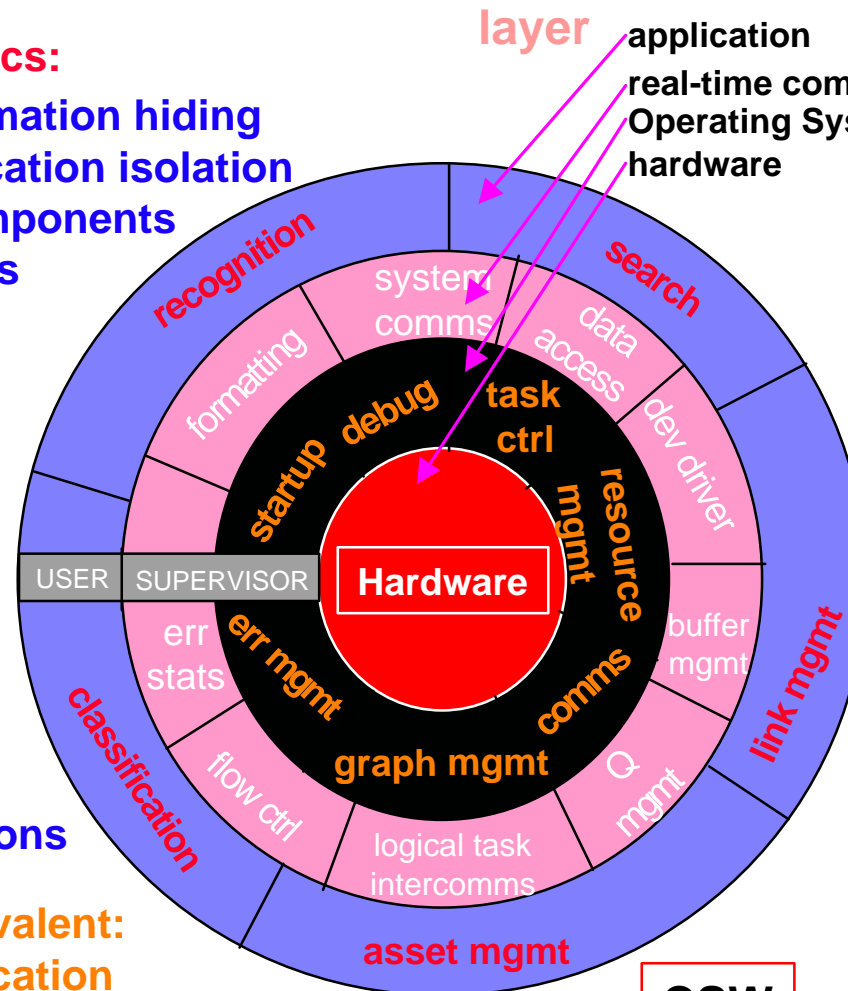 layer
application
real-time com
Operating Sys
hardware
cs:
mation hiding
cation isolation
mponents
s
recognition
search
system
comms
data
access
formatting
dev driver
debug
task
ctrl
startup
resource
mgmt
USER
SUPERVISOR
Hardware
err
stats
err mgmt
buffer
mgmt
comms
link mgmt
classification
graph mgmt
flow ctrl
Q
mgmt
logical task
intercomms
ons
valent:
cation
asset mgmt